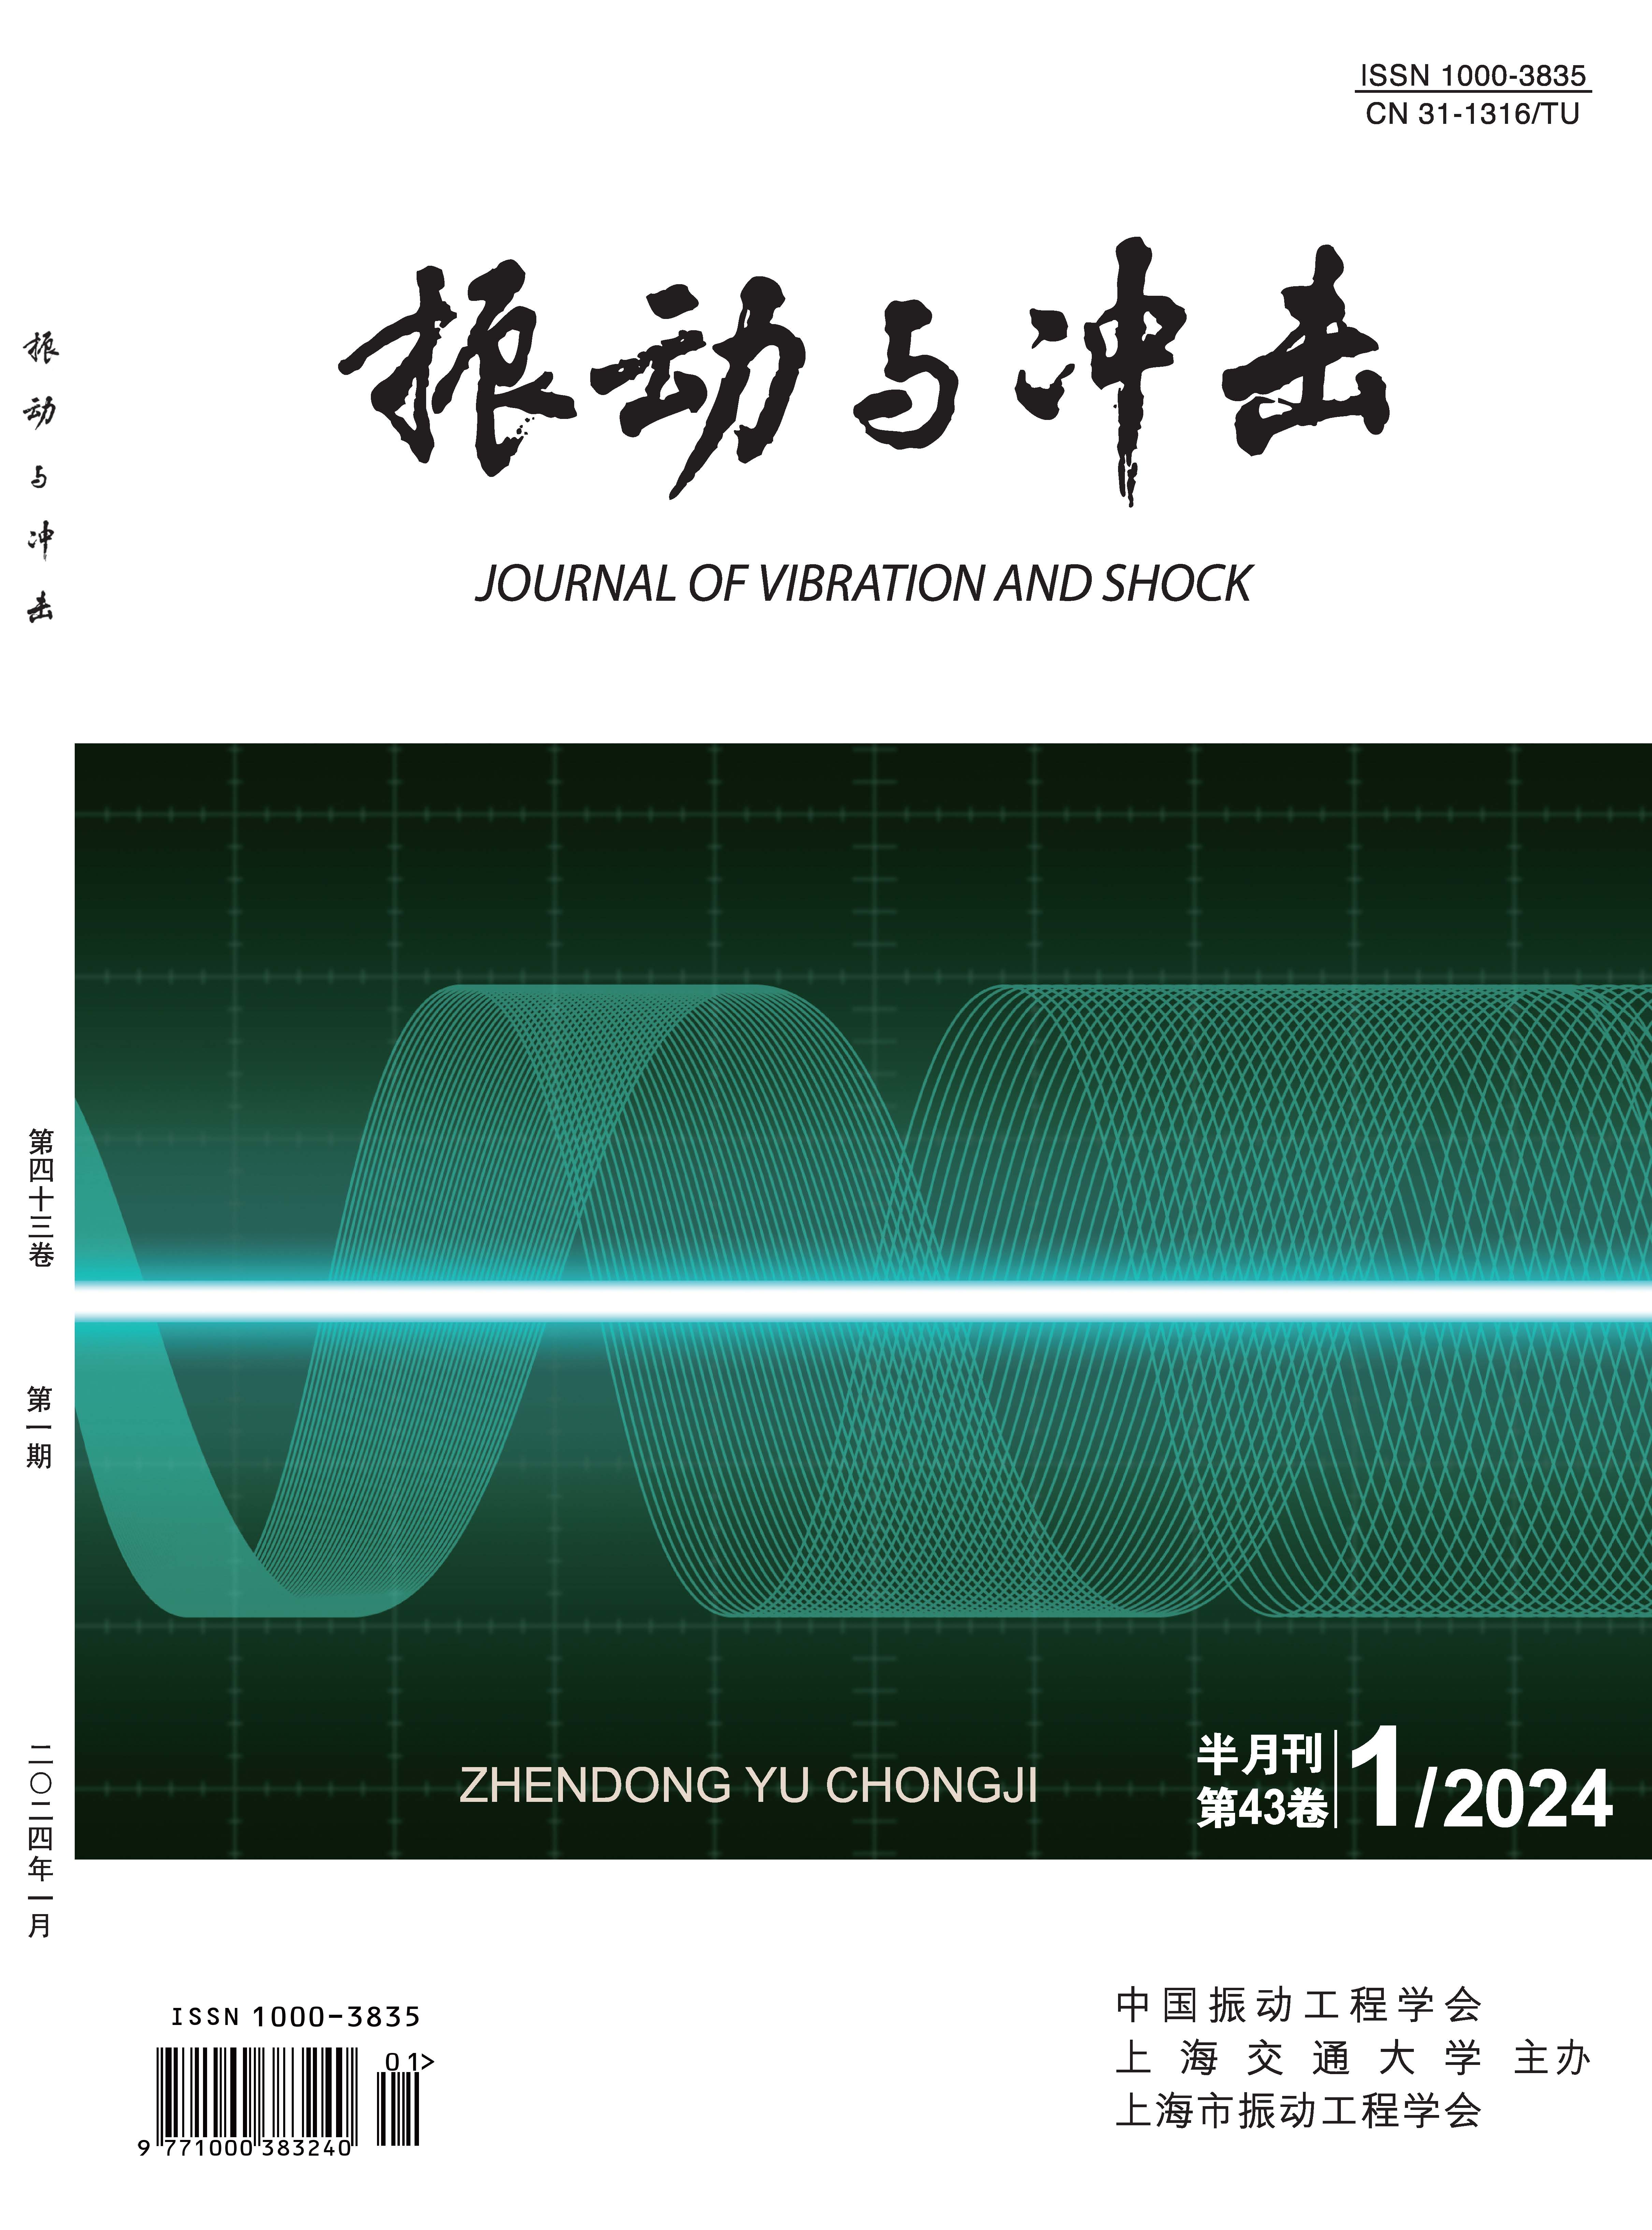 ISSN 1000-3835
CN 31-1316/TU
振动与冲击
JOURNAL OF VIBRATION AND SHOCK
振动与冲击
第四十三卷
第一期
二〇二四年一月
ZHENDONG YU CHONGJI
半月刊
第43卷
1/2024
ISSN 1000-3835
01>
9 771000 383240
中国振动工程学会
上海交通大学 主办
上海市振动工程学会